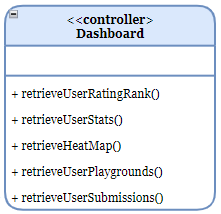 <<controller>>
Dashboard
+ retrieveUserRatingRank()
+ retrieveUserStats()
+ retrieveHeatMap()
+ retrieveUserPlaygrounds()
+ retrieveUserSubmissions()